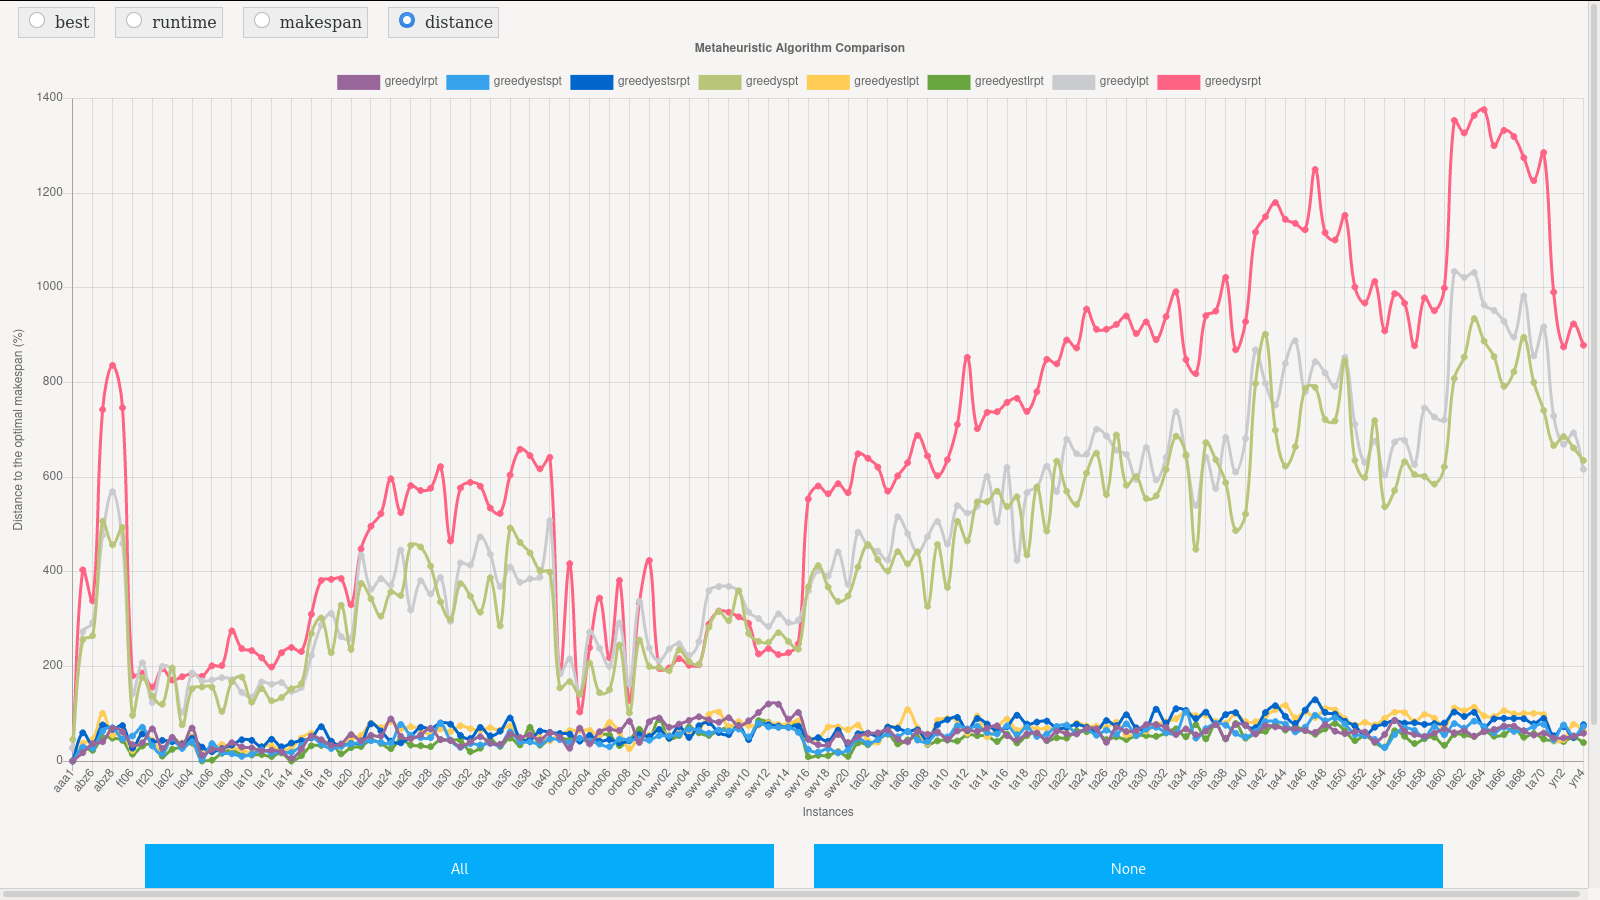 best runtime makespan distance
Metaheuristic Algorithm Comparison
greedylrpt greedyestspt greedyestsrpt greedyspt greedyestlpt greedyestlrpt greedylpt greedysrpt
1400
1200
1000
800
600
400
200
0
Distance to the optimal makespan (%)
aaa1 abz6 abz8 ft06 ft20 la02 la04 la06 la08 la10 la12 la14 la16 la18 la20 la22 la24 la26 la28 la30 la32 la34 la36 la38 la40 orb02 orb04 orb06 orb08 orb10 swv02 swv04 swv06 swv08 swv10 swv12 swv14 swv16 swv18 swv20 ta02 ta04 ta06 ta08 ta10 ta12 ta14 ta16 ta18 ta20 ta22 ta24 ta26 ta28 ta30 ta32 ta34 ta36 ta38 ta40 ta42 ta44 ta46 ta48 ta50 ta52 ta54 ta56 ta58 ta60 ta62 ta64 ta66 ta68 ta70 yn2 yn4
Instances
All None